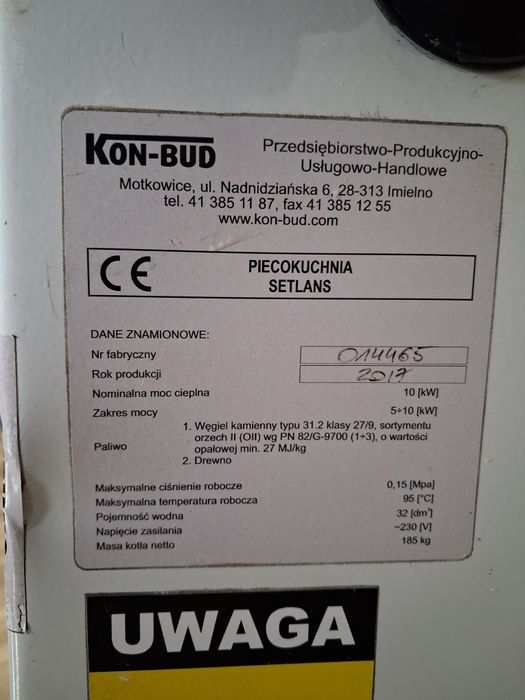 KON-BUD
Przedsiębiorstwo-Produkcyjno-
Usługowo-Handlowe
Motkowice, ul. Nadnidziańska 6, 28-313 Imielno
tel. 41 385 11 87, fax 41 385 12 55
www.kon-bud.com
CE
PIECOKUCHNIA
SETLANS
DANE ZNAMIONOWE:
Nr fabryczny 014465
Rok produkcji 2017
Nominalna moc cieplna 10 [kW]
Zakres mocy 5÷10 [kW]
Paliwo
1. Węgiel kamienny typu 31.2 klasy 27/9, sortymentu
orzech II (OII) wg PN 82/G-9700 (1÷3), o wartości
opałowej min. 27 MJ/kg
2. Drewno
Maksymalne ciśnienie robocze 0,15 [Mpa]
Maksymalna temperatura robocza 95 [°C]
Pojemność wodna 32 [dm³]
Napięcie zasilania ~230 [V]
Masa kotła netto 185 kg
UWAGA